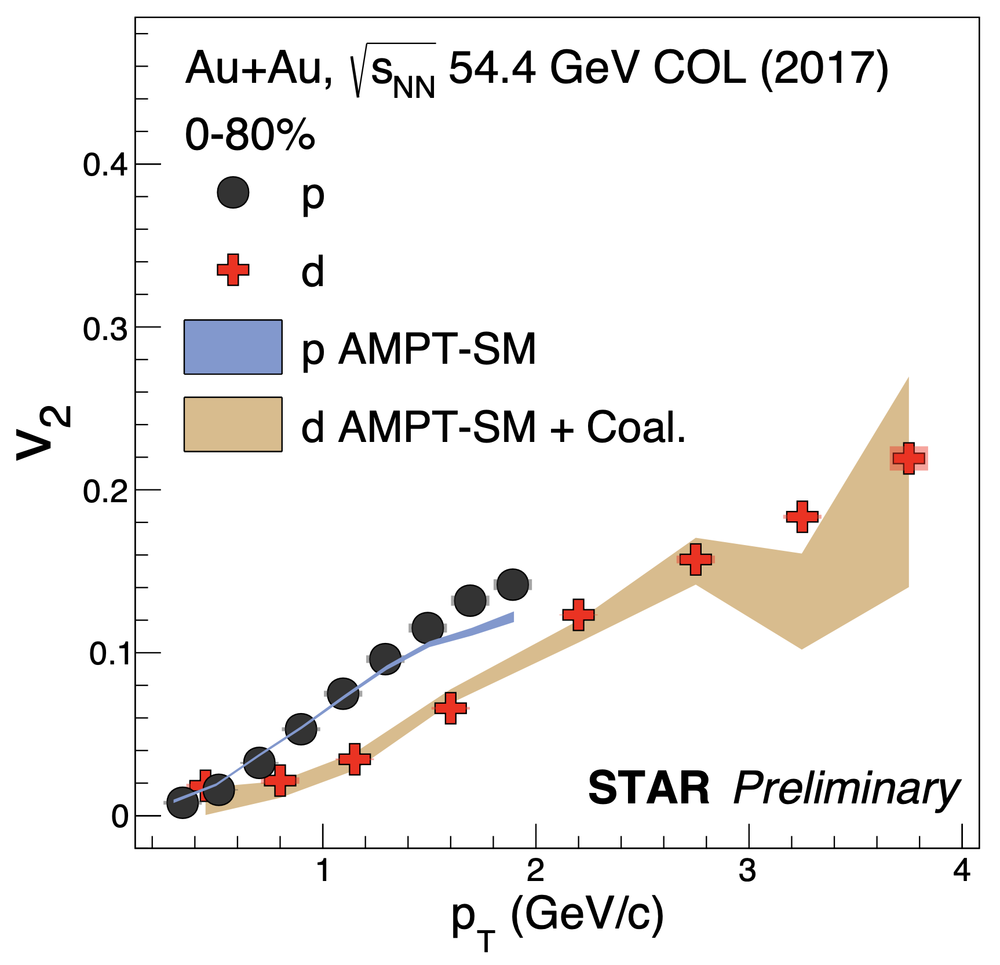 Au+Au, √sNN 54.4 GeV COL (2017)
0-80%
p
d
p AMPT-SM
d AMPT-SM + Coal.
v2
0.4
0.3
0.2
0.1
0
STAR Preliminary
1 2 3 4
pT (GeV/c)